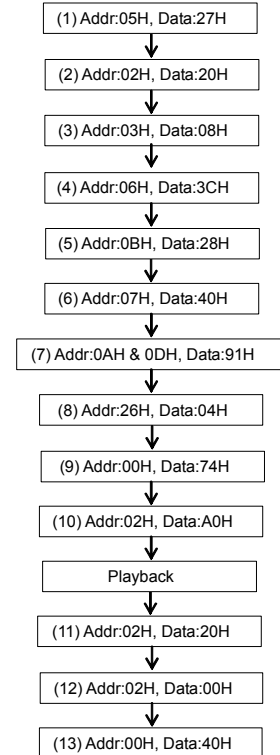 (1) Addr:05H, Data:27H
(2) Addr:02H, Data:20H
(3) Addr:03H, Data:08H
(4) Addr:06H, Data:3CH
(5) Addr:0BH, Data:28H
(6) Addr:07H, Data:40H
(7) Addr:0AH & 0DH, Data:91H
(8) Addr:26H, Data:04H
(9) Addr:00H, Data:74H
(10) Addr:02H, Data:A0H
Playback
(11) Addr:02H, Data:20H
(12) Addr:02H, Data:00H
(13) Addr:00H, Data:40H